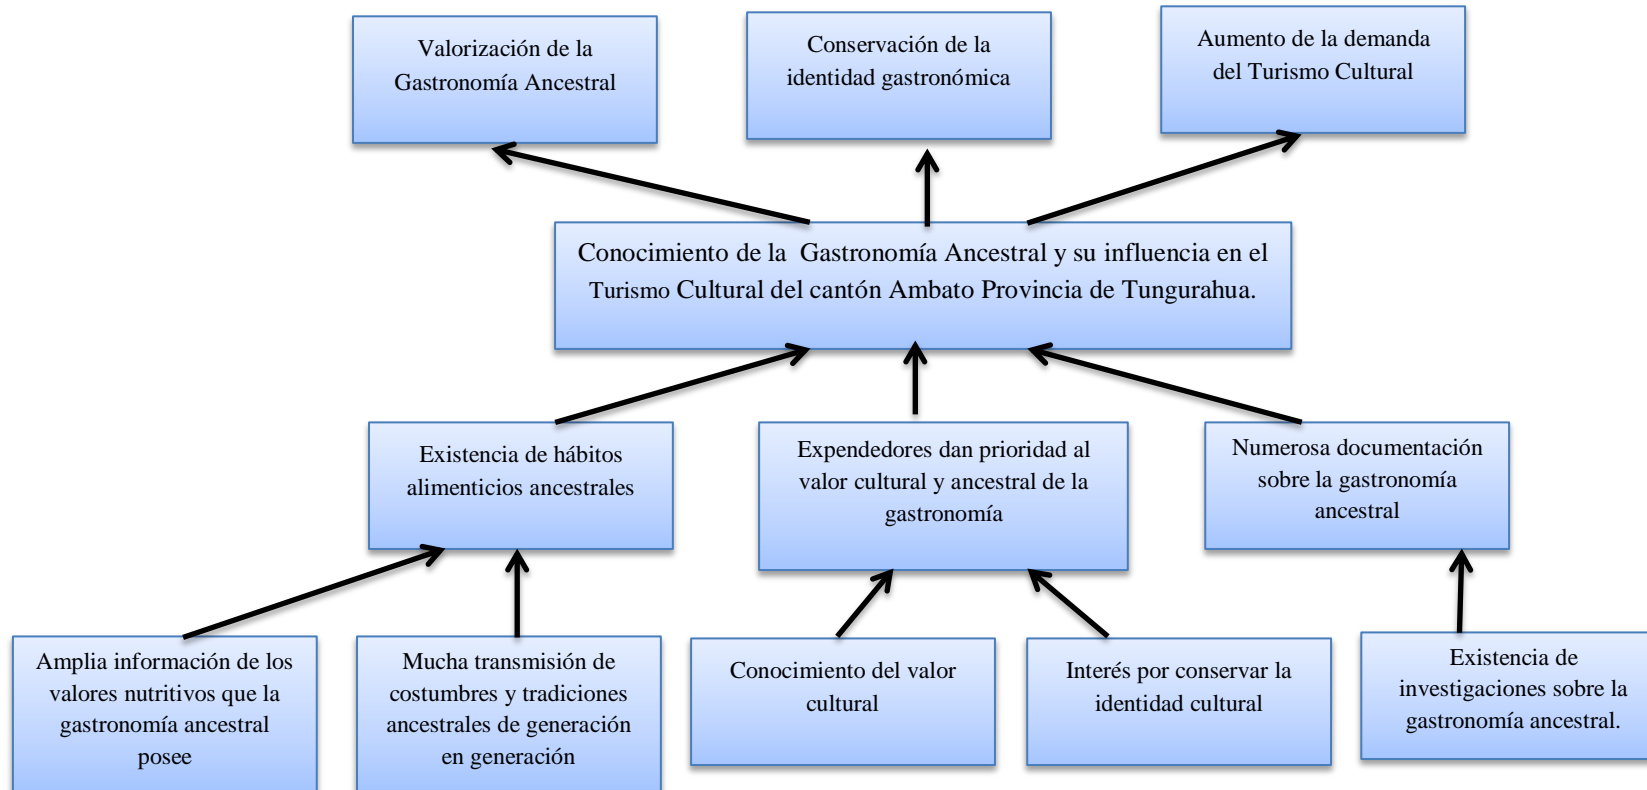 Valorización de la
Gastronomía Ancestral
Conservación de la
identidad gastronómica
Aumento de la demanda
del Turismo Cultural
Conocimiento de la  Gastronomía Ancestral y su influencia en el
Turismo Cultural del cantón Ambato Provincia de Tungurahua.
Existencia de hábitos
alimenticios ancestrales
Expendedores dan prioridad al
valor cultural y ancestral de la
gastronomía
Numerosa documentación
sobre la gastronomía
ancestral
Amplia información de los
valores nutritivos que la
gastronomía ancestral
posee
Mucha transmisión de
costumbres y tradiciones
ancestrales de generación
en generación
Conocimiento del valor
cultural
Interés por conservar la
identidad cultural
Existencia de
investigaciones sobre la
gastronomía ancestral.